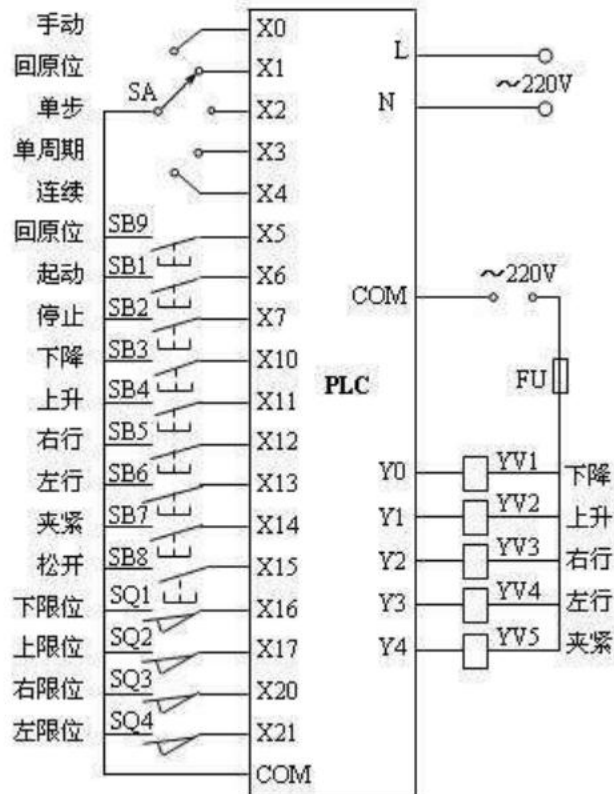 手动 X0
L
回原位 X1
SA
~220V
单步 X2
N
单周期 X3
连续 X4
回原位 SB9 X5
起动 SB1 X6
~220V
COM
停止 SB2 X7
下降 SB3 X10
PLC
FU
上升 SB4 X11
右行 SB5 X12
左行 SB6 X13
Y0 YV1 下降
夹紧 SB7 X14
Y1 YV2 上升
松开 SB8 X15
Y2 YV3 右行
下限位 SQ1 X16
Y3 YV4 左行
上限位 SQ2 X17
Y4 YV5 夹紧
右限位 SQ3 X20
左限位 SQ4 X21
COM